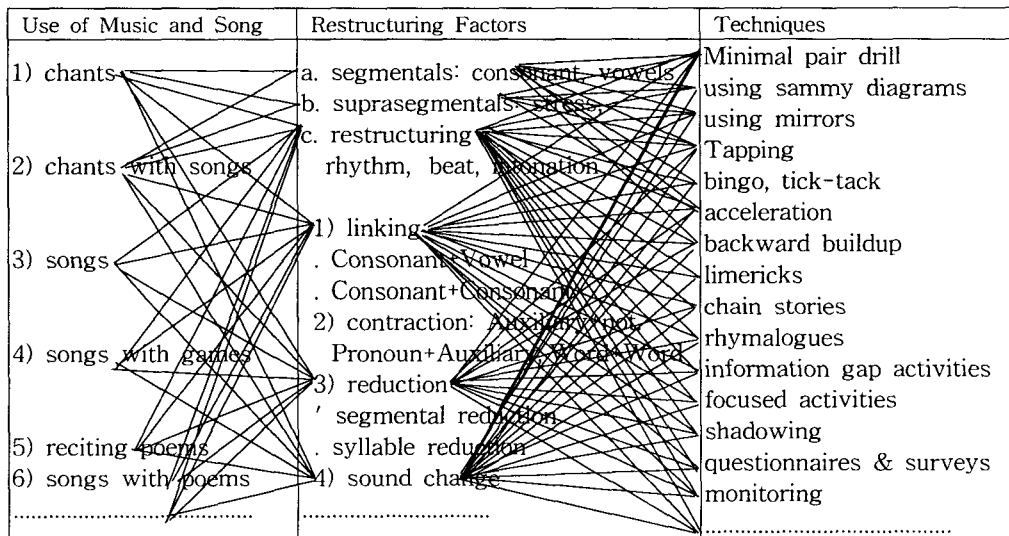 Use of Music and Song
Restructuring Factors
Techniques
1) chants
2) chants with songs
3) songs
4) songs with games
5) reciting poems
6) songs with poems
..................................
a. segmentals: consonant, vowels
b. suprasegmentals: stress,
c. restructuring
rhythm, beat, intonation
1) linking
. Consonant+Vowel
. Consonant+Consonant
2) contraction: Auxiliary+not,
Pronoun+Auxiliary, Word+Word
3) reduction
′ segmental reduction
. syllable reduction
4) sound change
..........................
Minimal pair drill
using sammy diagrams
using mirrors
Tapping
bingo, tick-tack
acceleration
backward buildup
limericks
chain stories
rhymalogues
information gap activities
focused activities
shadowing
questionnaires & surveys
monitoring
..................................